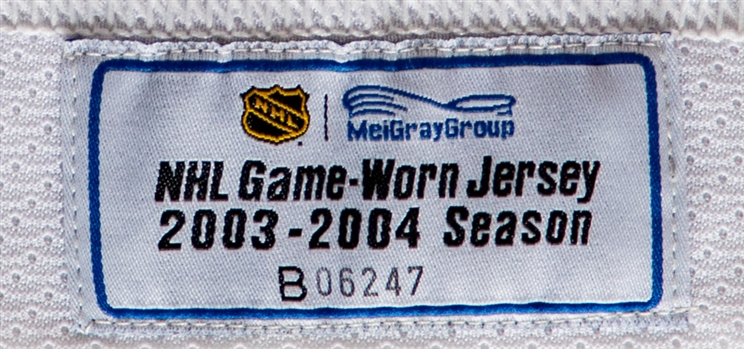 NHL MeiGrayGroup
NHL Game-Worn Jersey
2003-2004 Season
B06247